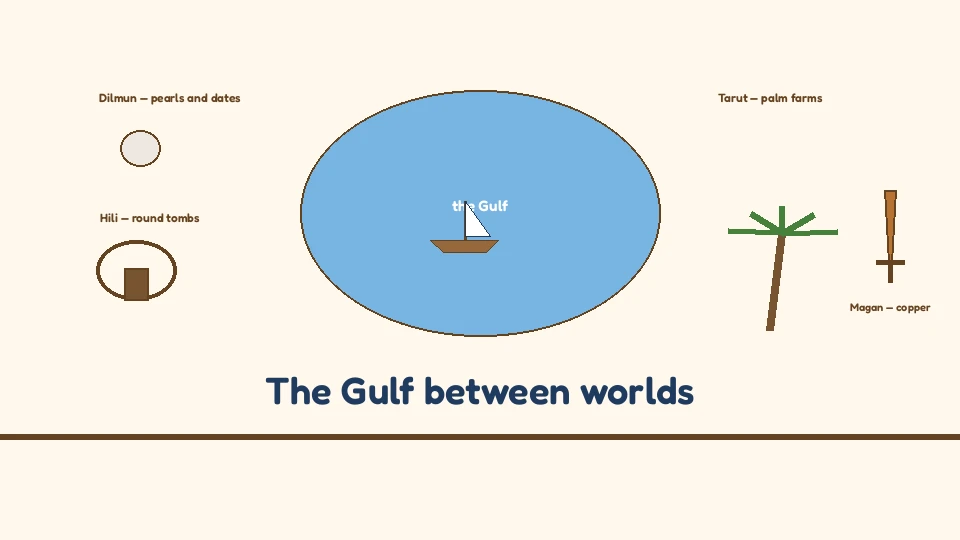 Dilmun — pearls and dates
Tarut — palm farms
the Gulf
Hili — round tombs
Magan — copper
The Gulf between worlds